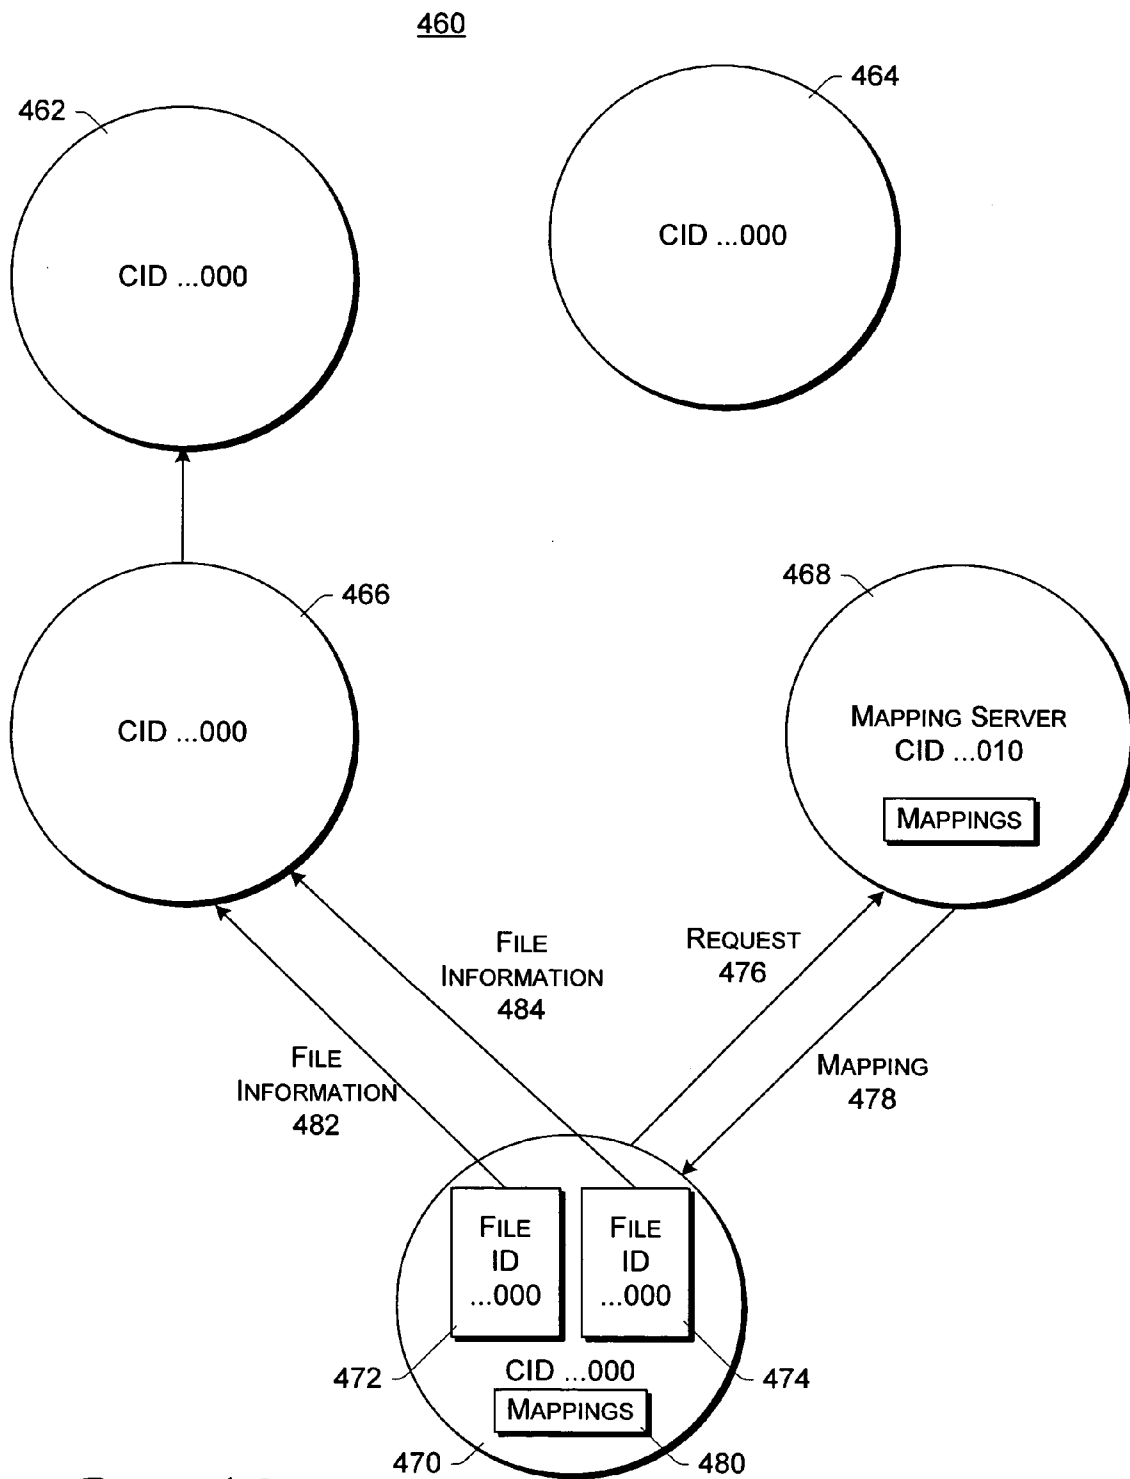 460
464
462
CID ...000
CID ...000
466
468
CID ...000
MAPPING SERVER
CID ...010
MAPPINGS
FILE
INFORMATION
484
REQUEST
476
FILE
INFORMATION
482
MAPPING
478
FILE
ID
...000
FILE
ID
...000
472
CID ...000
474
MAPPINGS
470
480